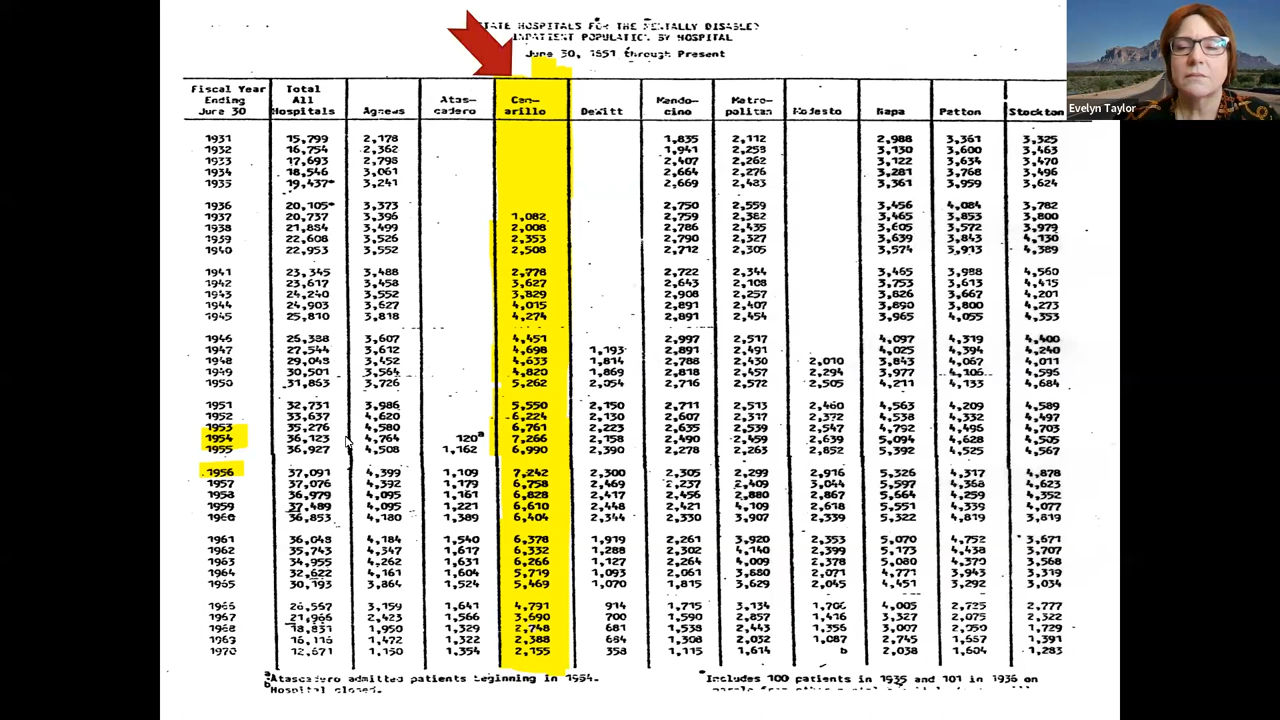 STATE HOSPITALS FOR THE MENTALLY DISABLED
INPATIENT POPULATION BY HOSPITAL
June 30, 1931 through Present
Evelyn Taylor
Fiscal Year Total
Ending All Atas- Cam- Mendo- Metro-
June 30 Hospitals Agnews cadero arillo DeWitt cino politan Modesto Napa Patton Stockton
1931 15,799 2,178 1,835 2,112 2,988 3,361 3,325
1932 16,754 2,362 1,941 2,253 3,130 3,600 3,463
1933 17,693 2,798 2,407 2,262 3,122 3,634 3,470
1934 18,546 3,061 2,664 2,276 3,281 3,768 3,496
1935 19,437* 3,241 2,669 2,483 3,361 3,959 3,624
1936 20,105* 3,373 2,750 2,559 3,456 4,084 3,782
1937 20,737 3,396 1,082 2,759 2,382 3,465 3,853 3,800
1938 21,884 3,499 2,008 2,786 2,435 3,605 3,572 3,979
1939 22,608 3,526 2,353 2,790 2,327 3,639 3,843 4,130
1940 22,953 3,552 2,508 2,712 2,305 3,574 3,913 4,389
1941 23,345 3,488 2,778 2,722 2,344 3,465 3,988 4,560
1942 23,617 3,458 3,627 2,643 2,108 3,753 3,613 4,415
1943 24,240 3,552 3,829 2,908 2,257 3,826 3,667 4,201
1944 24,903 3,627 4,015 2,891 2,407 3,890 3,800 4,273
1945 25,810 3,818 4,274 2,891 2,454 3,965 4,055 4,353
1946 26,388 3,607 4,451 2,997 2,517 4,097 4,319 4,400
1947 27,544 3,612 4,698 1,193 2,891 2,491 4,025 4,394 4,240
1948 29,043 3,452 4,633 1,814 2,788 2,430 2,010 3,843 4,067 4,011
1949 30,501 3,564 4,820 1,869 2,818 2,457 2,294 3,977 4,106 4,596
1950 31,863 3,726 5,262 2,054 2,716 2,572 2,505 4,211 4,133 4,684
1951 32,731 3,986 5,550 2,150 2,711 2,513 2,460 4,563 4,209 4,589
1952 33,637 4,620 6,224 2,130 2,607 2,317 2,372 4,538 4,332 4,497
1953 35,276 4,580 6,761 2,223 2,635 2,539 2,547 4,792 4,496 4,703
1954 36,123 4,764 120a 7,266 2,158 2,490 2,459 2,639 5,094 4,628 4,505
1955 36,927 4,508 1,162 6,990 2,390 2,278 2,263 2,852 5,392 4,525 4,567
1956 37,091 4,399 1,109 7,242 2,300 2,305 2,299 2,916 5,326 4,317 4,878
1957 37,076 4,392 1,179 6,758 2,469 2,237 2,409 3,044 5,597 4,368 4,623
1958 36,979 4,095 1,161 6,828 2,417 2,456 2,880 2,867 5,664 4,259 4,352
1959 37,489 4,095 1,221 6,610 2,448 2,421 4,109 2,618 5,551 4,339 4,077
1960 36,853 4,180 1,389 6,404 2,344 2,330 3,907 2,339 5,322 4,819 3,819
1961 36,048 4,184 1,540 6,378 1,919 2,261 3,920 2,353 5,070 4,752 3,671
1962 35,743 4,347 1,617 6,332 1,288 2,302 4,140 2,399 5,173 4,438 3,707
1963 34,955 4,262 1,631 6,266 1,127 2,264 4,009 2,378 5,080 4,370 3,568
1964 32,622 4,161 1,604 5,719 1,093 2,061 3,880 2,071 4,771 3,943 3,319
1965 30,193 3,864 1,524 5,469 1,070 1,815 3,629 2,045 4,451 3,292 3,034
1966 26,567 3,159 1,641 4,791 914 1,715 3,134 4,005 2,725 2,777
1967 21,966 2,423 1,566 3,690 700 1,590 2,857 1,416 3,327 2,075 2,322
1968 18,831 1,950 1,329 2,748 681 1,538 2,443 1,356 3,007 1,729
1969 16,116 1,472 1,322 2,388 684 1,308 2,032 1,087 2,745 1,391
1970 12,671 1,150 1,354 2,155 358 1,115 1,614 b 2,038 1,604 1,283
aAtascadero admitted patients beginning in 1954.
bHospital closed.
*Includes 100 patients in 1935 and 101 in 1936 on